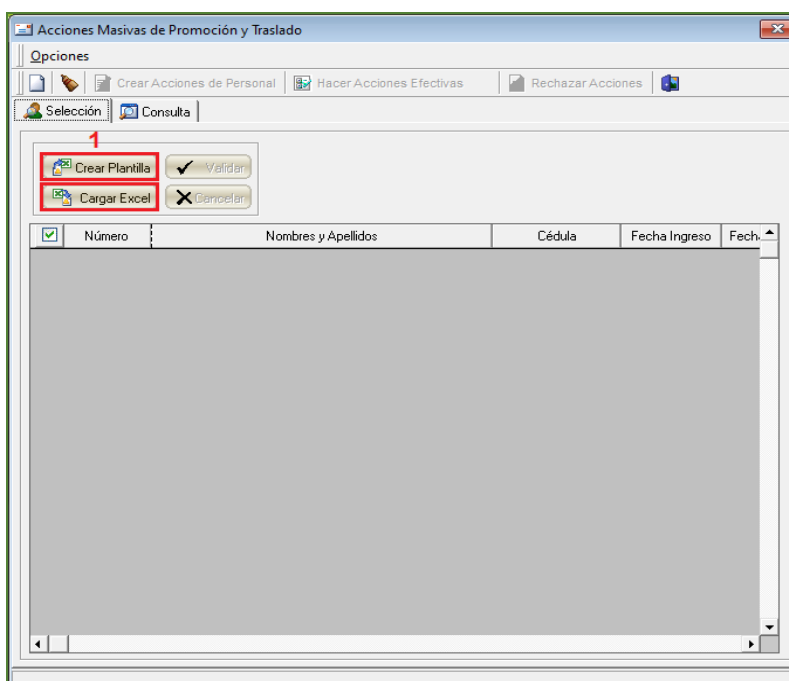 Acciones Masivas de Promoción y Traslado
Opciones
Crear Acciones de Personal Hacer Acciones Efectivas Rechazar Acciones
Selección Consulta
1
Crear Plantilla Validar
Cargar Excel Cancelar
Número Nombres y Apellidos Cédula Fecha Ingreso Fech